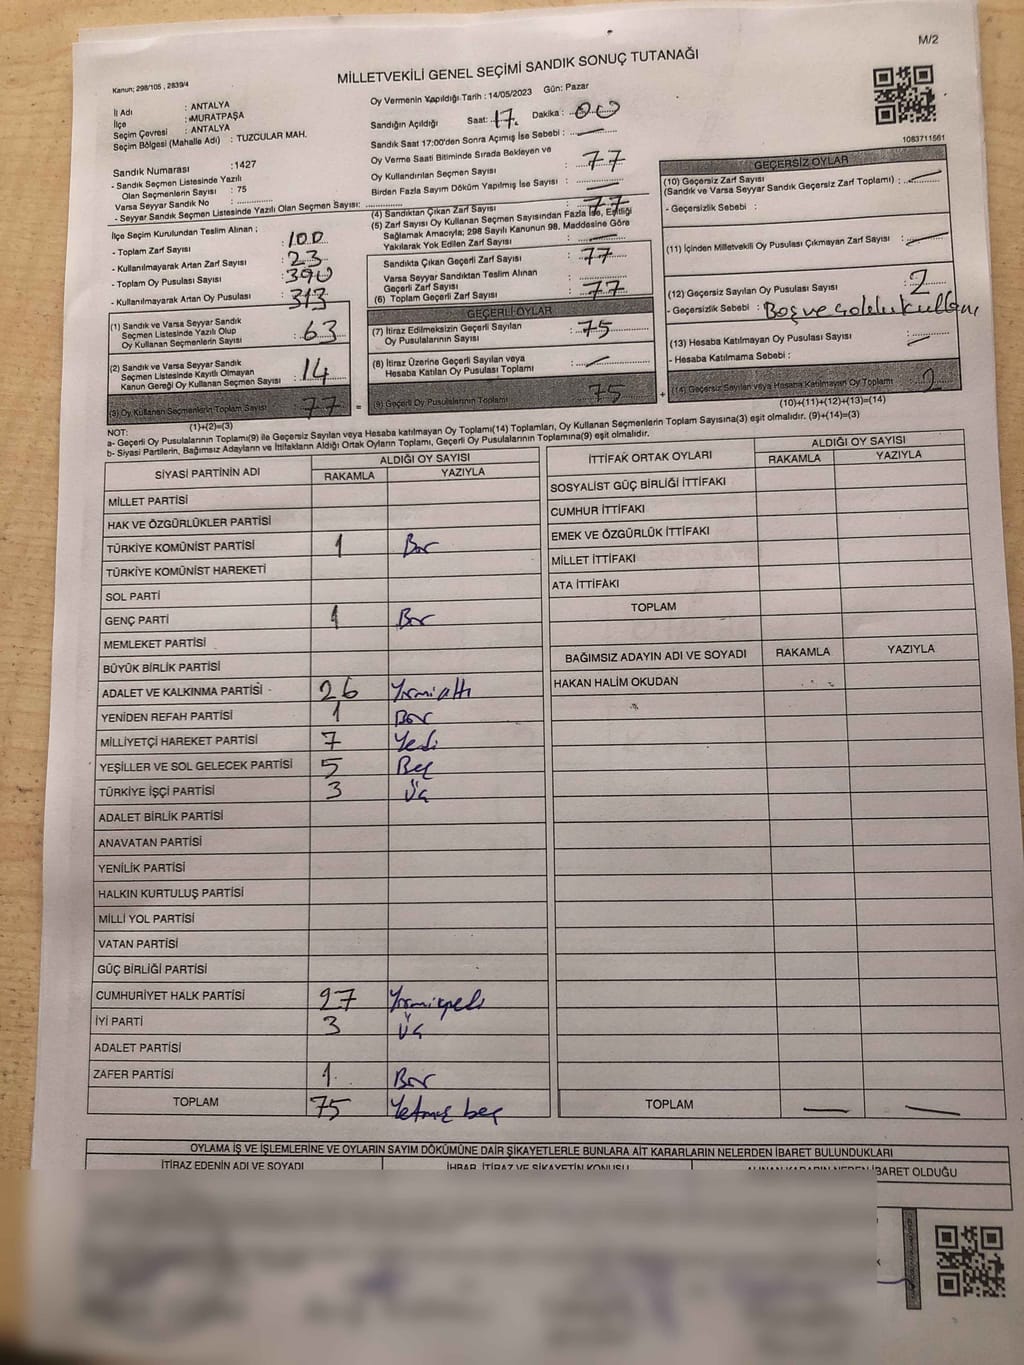 M/2
MİLLETVEKİLİ GENEL SEÇİMİ SANDIK SONUÇ TUTANAĞI
Kanun; 298/105 , 2839/4
İl Adı : ANTALYA
İlçe : MURATPAŞA
Seçim Çevresi : ANTALYA
Seçim Bölgesi (Mahalle Adı) : TUZCULAR MAH.
Sandık Numarası :1427
- Sandık Seçmen Listesinde Yazılı
Olan Seçmenlerin Sayısı : 75
Varsa Seyyar Sandık No :
- Seyyar Sandık Seçmen Listesinde Yazılı Olan Seçmen Sayısı:
İlçe Seçim Kurulundan Teslim Alınan ;
- Toplam Zarf Sayısı : 100
- Kullanılmayarak Artan Zarf Sayısı : 23
- Toplam Oy Pusulası Sayısı : 390
- Kullanılmayarak Artan Oy Pusulası : 313
(1) Sandık ve Varsa Seyyar Sandık
Seçmen Listesinde Yazılı Olup
Oy Kullanan Seçmenlerin Sayısı : 63
(2) Sandık ve Varsa Seyyar Sandık
Seçmen Listesinde Kayıtlı Olmayan
Kanun Gereği Oy Kullanan Seçmen Sayısı : 14
(3) Oy Kullanan Seçmenlerin Toplam Sayısı : 77
(1)+(2)=(3)
Oy Vermenin Yapıldığı Tarih : 14/05/2023 Gün: Pazar
Sandığın Açıldığı Saat: 17. Dakika : 00
Sandık Saat 17:00'den Sonra Açımış İse Sebebi : —
Oy Verme Saati Bitiminde Sırada Bekleyen ve
Oy Kullandırılan Seçmen Sayısı : 77
Birden Fazla Sayım Döküm Yapılmış İse Sayısı : —
(4) Sandıktan Çıkan Zarf Sayısı : 77
(5) Zarf Sayısı Oy Kullanan Seçmen Sayısından Fazla İse, Eşitliği
Sağlamak Amacıyla; 298 Sayılı Kanunun 98. Maddesine Göre
Yakılarak Yok Edilen Zarf Sayısı : —
Sandıkta Çıkan Geçerli Zarf Sayısı : 77
Varsa Seyyar Sandıktan Teslim Alınan
Geçerli Zarf Sayısı :
(6) Toplam Geçerli Zarf Sayısı : 77
GEÇERLİ OYLAR
(7) İtiraz Edilmeksizin Geçerli Sayılan
Oy Pusulalarının Sayısı : 75
(8) İtiraz Üzerine Geçerli Sayılan veya
Hesaba Katılan Oy Pusulası Toplamı : —
= (9) Geçerli Oy Pusulalarının Toplamı : 75 +
1083711561
GEÇERSİZ OYLAR
(10) Geçersiz Zarf Sayısı
(Sandık ve Varsa Seyyar Sandık Geçersiz Zarf Toplamı) : —
- Geçersizlik Sebebi :
(11) İçinden Milletvekili Oy Pusulası Çıkmayan Zarf Sayısı : —
(12) Geçersiz Sayılan Oy Pusulası Sayısı : 2
- Geçersizlik Sebebi : Boş ve
(13) Hesaba Katılmayan Oy Pusulası Sayısı : —
- Hesaba Katılmama Sebebi :
(14) Geçersiz Sayılan veya Hesaba Katılmayan Oy Toplamı : 2
(10)+(11)+(12)+(13)=(14)
NOT:
a- Geçerli Oy Pusulalarının Toplamı(9) ile Geçersiz Sayılan veya Hesaba katılmayan Oy Toplamı(14) Toplamları, Oy Kullanan Seçmenlerin Toplam Sayısına(3) eşit olmalıdır. (9)+(14)=(3)
b- Siyasi Partilerin, Bağımsız Adayların ve İttifakların Aldığı Ortak Oyların Toplamı, Geçerli Oy Pusulalarının Toplamına(9) eşit olmalıdır.
SİYASİ PARTİNİN ADI ALDIĞI OY SAYISI
RAKAMLA YAZIYLA
MİLLET PARTİSİ
HAK VE ÖZGÜRLÜKLER PARTİSİ
TÜRKİYE KOMÜNİST PARTİSİ 1 Bir
TÜRKİYE KOMÜNİST HAREKETİ
SOL PARTİ
GENÇ PARTİ 1 Bir
MEMLEKET PARTİSİ
BÜYÜK BİRLİK PARTİSİ
ADALET VE KALKINMA PARTİSİ 26 Yirmialtı
YENİDEN REFAH PARTİSİ 1 Bir
MİLLİYETÇİ HAREKET PARTİSİ 7 Yedi
YEŞİLLER VE SOL GELECEK PARTİSİ 5 Beş
TÜRKİYE İŞÇİ PARTİSİ 3 Üç
ADALET BİRLİK PARTİSİ
ANAVATAN PARTİSİ
YENİLİK PARTİSİ
HALKIN KURTULUŞ PARTİSİ
MİLLİ YOL PARTİSİ
VATAN PARTİSİ
GÜÇ BİRLİĞİ PARTİSİ
CUMHURİYET HALK PARTİSİ 27 Yirmiyedi
İYİ PARTİ 3 Üç
ADALET PARTİSİ
ZAFER PARTİSİ 1 Bir
TOPLAM 75 Yetmiş beş
İTTİFAK ORTAK OYLARI ALDIĞI OY SAYISI
RAKAMLA YAZIYLA
SOSYALİST GÜÇ BİRLİĞİ İTTİFAKI
CUMHUR İTTİFAKI
EMEK VE ÖZGÜRLÜK İTTİFAKI
MİLLET İTTİFAKI
ATA İTTİFAKI
TOPLAM
BAĞIMSIZ ADAYIN ADI VE SOYADI RAKAMLA YAZIYLA
HAKAN HALİM OKUDAN
TOPLAM — —
OYLAMA İŞ VE İŞLEMLERİNE VE OYLARIN SAYIM DÖKÜMÜNE DAİR ŞİKAYETLERLE BUNLARA AİT KARARLARIN NELERDEN İBARET BULUNDUKLARI
İTİRAZ EDENİN ADI VE SOYADI İHBAR, İTİRAZ VE ŞİKAYETİN KONUSU ALINAN KARARIN NEDEN İBARET OLDUĞU